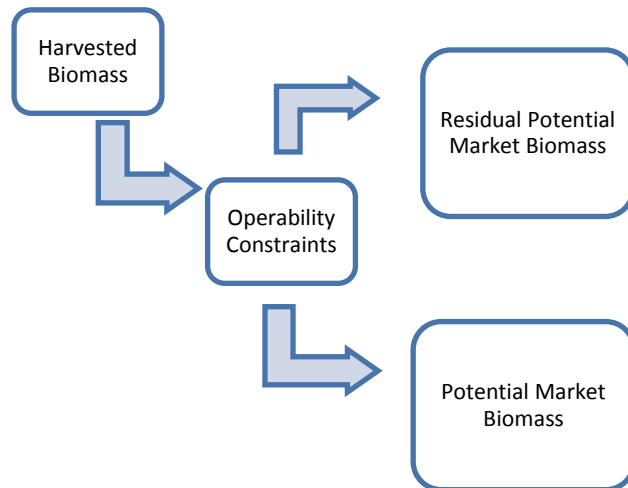 Harvested
Biomass
Residual Potential
Market Biomass
Operability
Constraints
Potential Market
Biomass